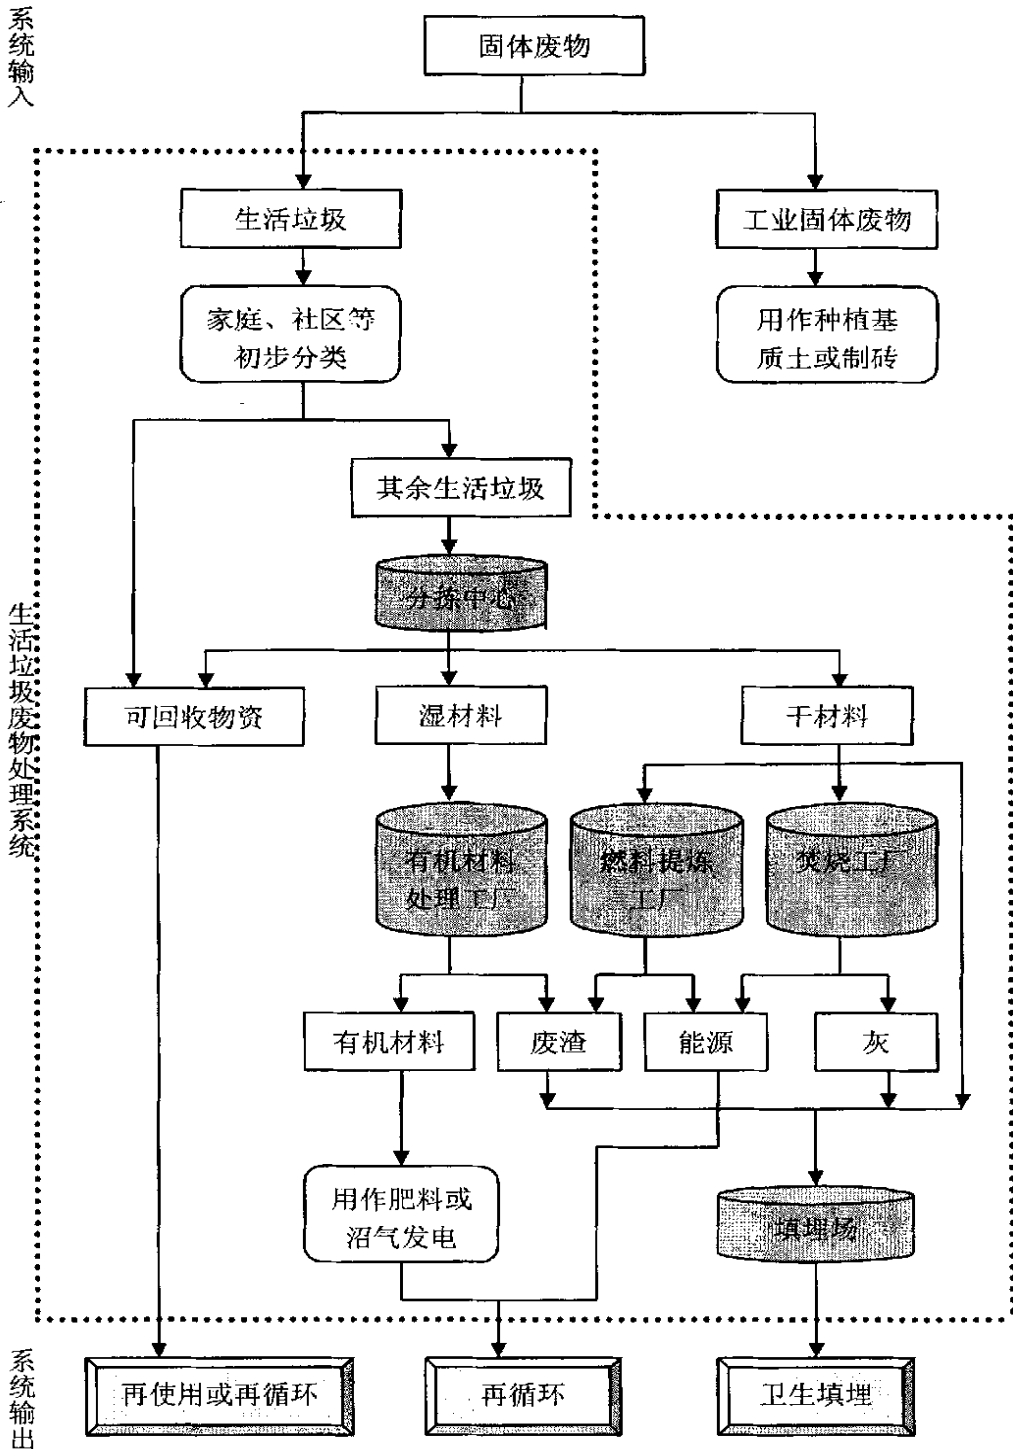 系统输入
固体废物
生活垃圾
工业固体废物
家庭、社区等
初步分类
用作种植基
质土或制砖
其余生活垃圾
分拣中心
生活垃圾废物处理系统
可回收物资
湿材料
干材料
有机材料
处理工厂
燃料提炼
工厂
焚烧工厂
有机材料
废渣
能源
灰
用作肥料或
沼气发电
填埋场
系统输出
再使用或再循环
再循环
卫生填埋